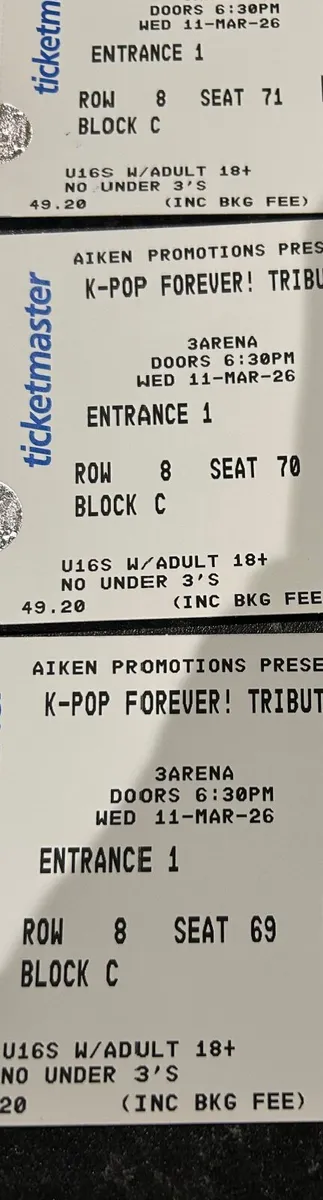 ticketm
DOORS 6:30PM
WED 11-MAR-26
ENTRANCE 1
ROW 8 SEAT 71
BLOCK C
U16S W/ADULT 18+
NO UNDER 3'S
49.20 (INC BKG FEE)
ticketmaster
AIKEN PROMOTIONS PRES
K-POP FOREVER! TRIBU
3ARENA
DOORS 6:30PM
WED 11-MAR-26
ENTRANCE 1
ROW 8 SEAT 70
BLOCK C
U16S W/ADULT 18+
NO UNDER 3'S
49.20 (INC BKG FEE
AIKEN PROMOTIONS PRESE
K-POP FOREVER! TRIBUT
3ARENA
DOORS 6:30PM
WED 11-MAR-26
ENTRANCE 1
ROW 8 SEAT 69
BLOCK C
U16S W/ADULT 18+
NO UNDER 3'S
20 (INC BKG FEE)